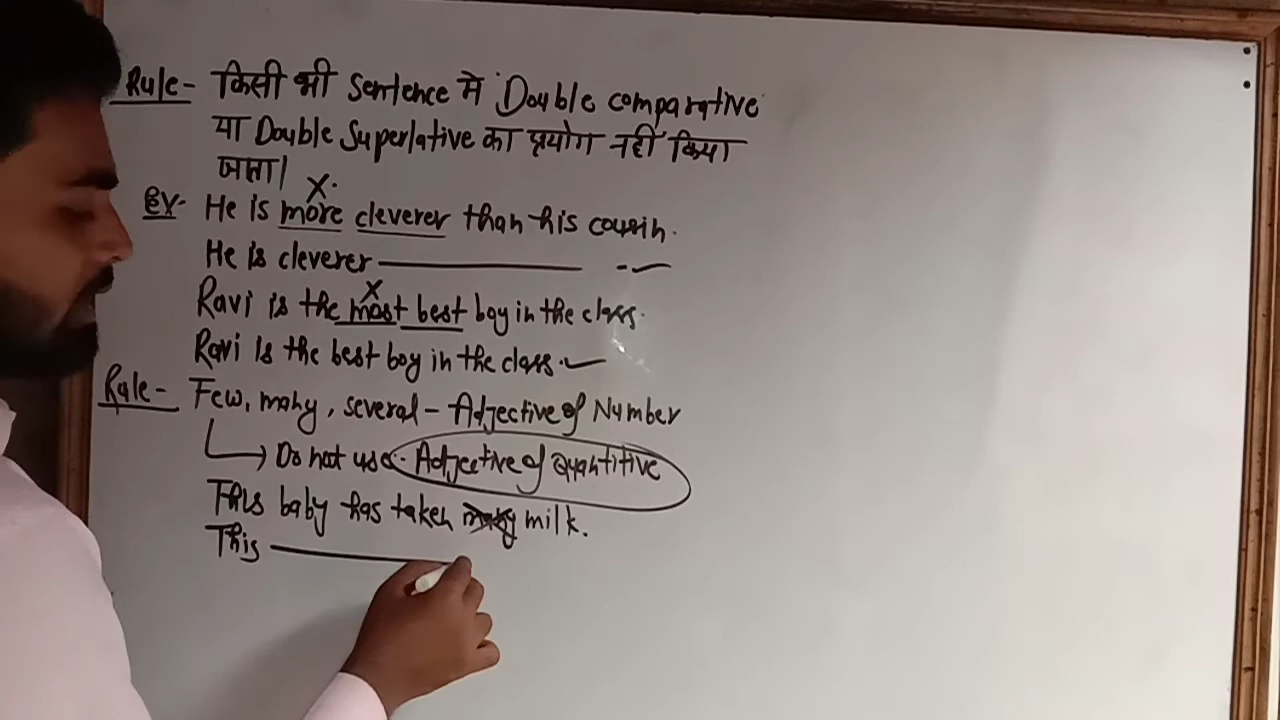 Rule - किसी भी Sentence में Double comparative
या Double Superlative का प्रयोग नहीं किया
जाता।
X.
Ex- He is more cleverer than his cousin.
He is cleverer ———— -✓
X
Ravi is the most best boy in the class.
Ravi is the best boy in the class. ✓
Rule - Few, many, several - Adjective of Number
→ Do not use - Adjective of Quantitive
This baby has taken many milk.
This ————